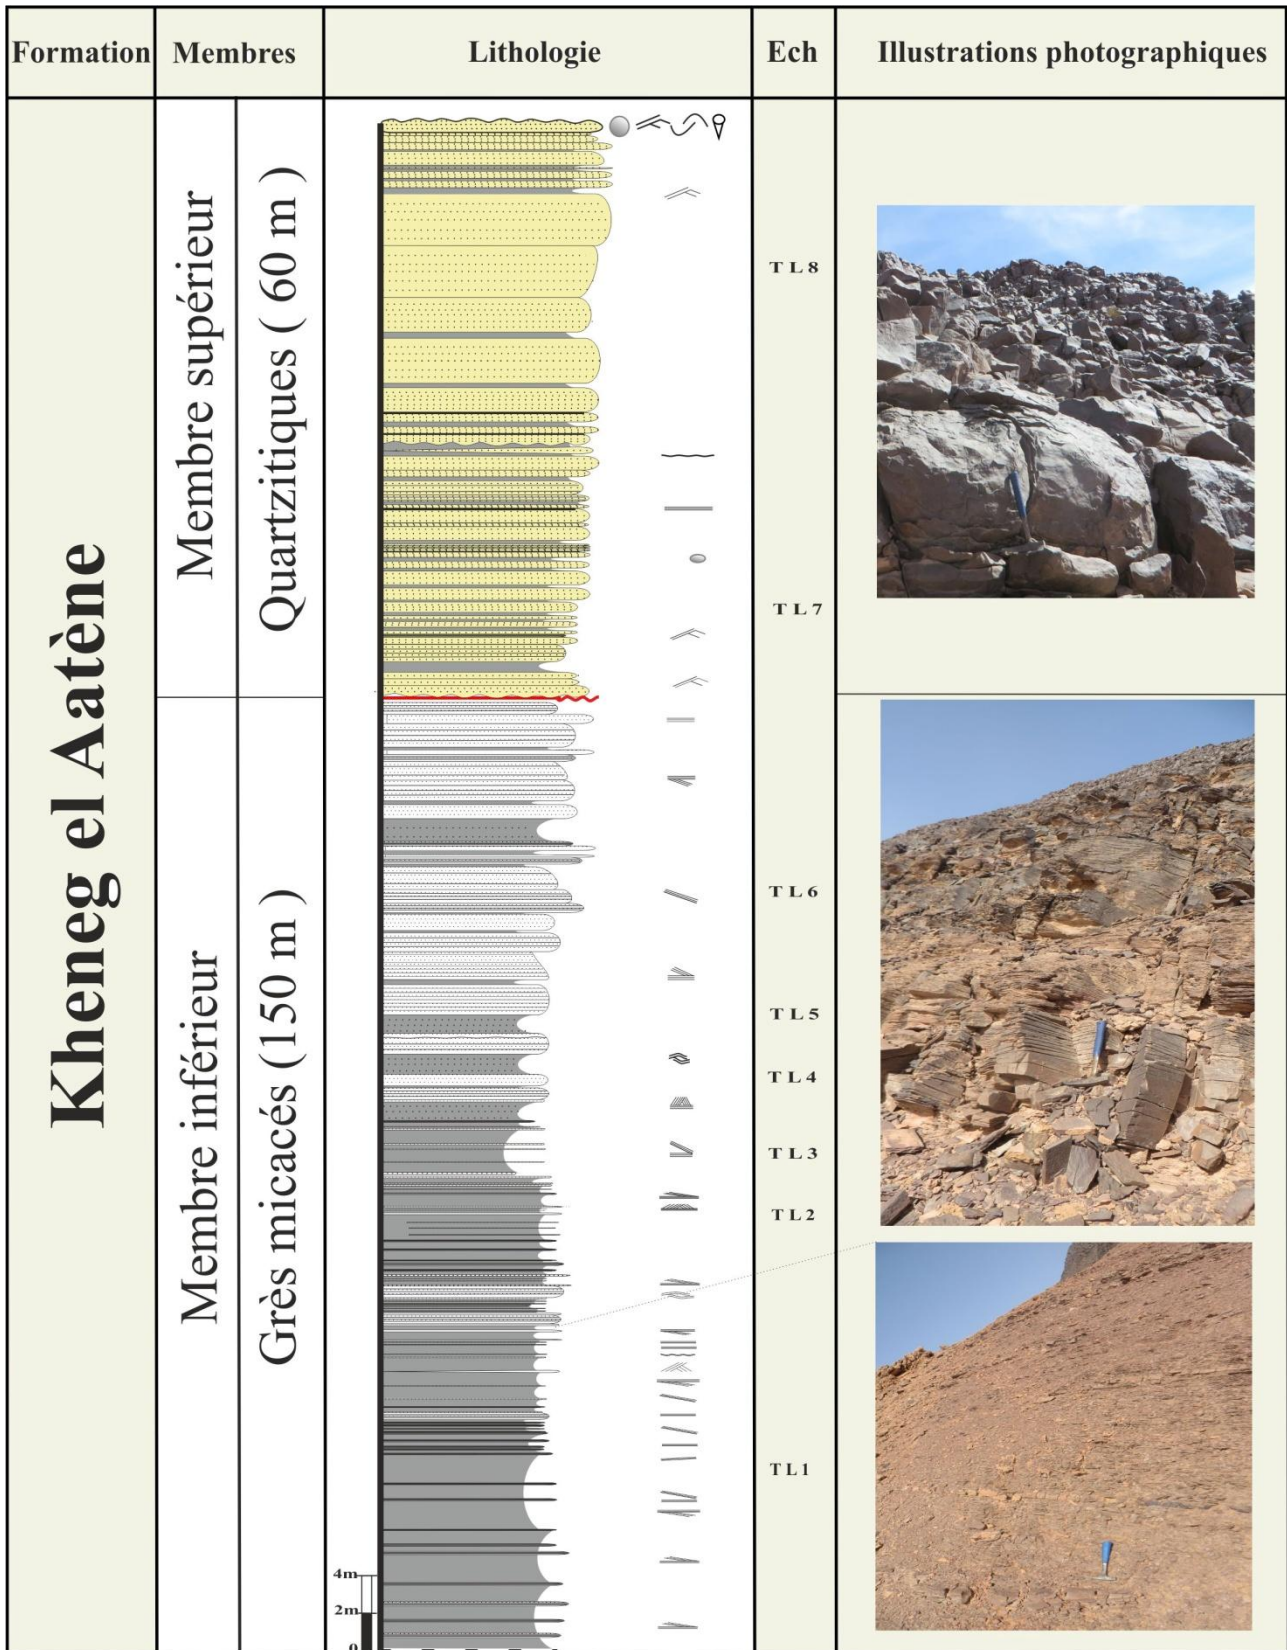 Formation Membres Lithologie Ech Illustrations photographiques
Kheneg el Aatène
Membre supérieur
Quartzitiques ( 60 m )
Membre inférieur
Grès micacés (150 m )
TL8
TL7
TL6
TL5
TL4
TL3
TL2
TL1
4m
2m
0